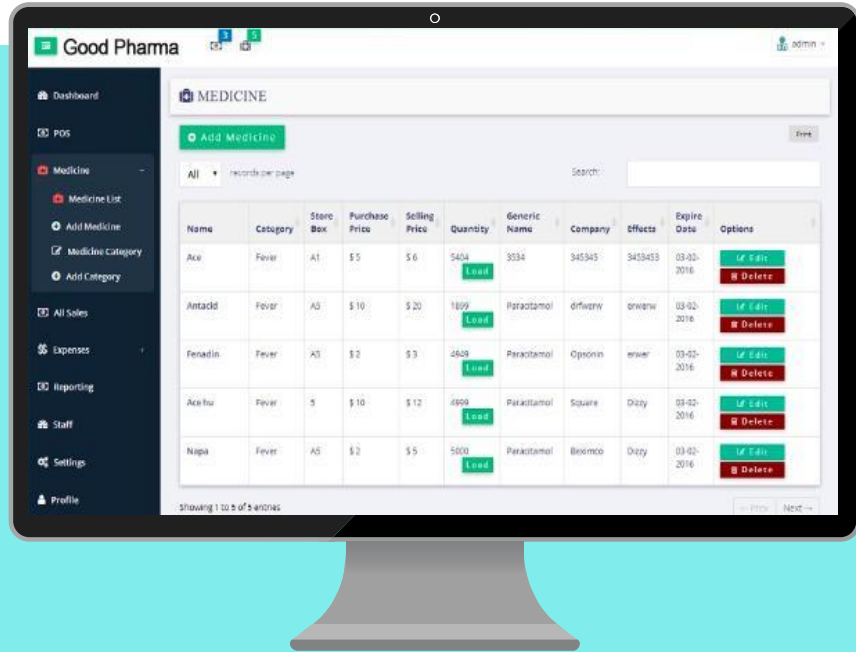 Good Pharma
3
5
admin
Dashboard
POS
Medicine
Medicine List
Add Medicine
Medicine Category
Add Category
All Sales
Expenses
Reporting
Staff
Settings
Profile
MEDICINE
Add Medicine
Print
All records per page
Search:
Name Category Store Box Purchase Price Selling Price Quantity Generic Name Company Effects Expire Date Options
Ace Fever A1 $ 5 $ 6 5404 Load 3534 345345 3453453 03-02-2016 Edit Delete
Antacid Fever A5 $ 10 $ 20 1899 Load Paracitamol 03-02-2016 Edit Delete
Fenadin Fever A5 $ 2 $ 3 4949 Load Paracitamol Opsonin erwer 03-02-2016 Edit Delete
Ace hu Fever 5 $ 10 $ 12 4999 Load Paracitamol Square Dizzy 03-02-2016 Edit Delete
Napa Fever A5 $ 2 $ 5 5000 Load Paracitamol Beximco Dizzy 03-02-2016 Edit Delete
Showing 1 to 5 of 5 entries
← Prev Next →